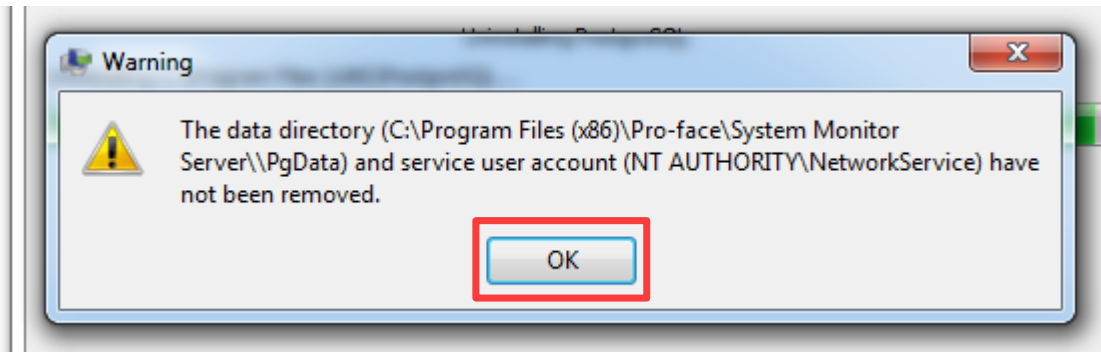 Warning
The data directory (C:\Program Files (x86)\Pro-face\System Monitor
Server\\PgData) and service user account (NT AUTHORITY\NetworkService) have
not been removed.
OK